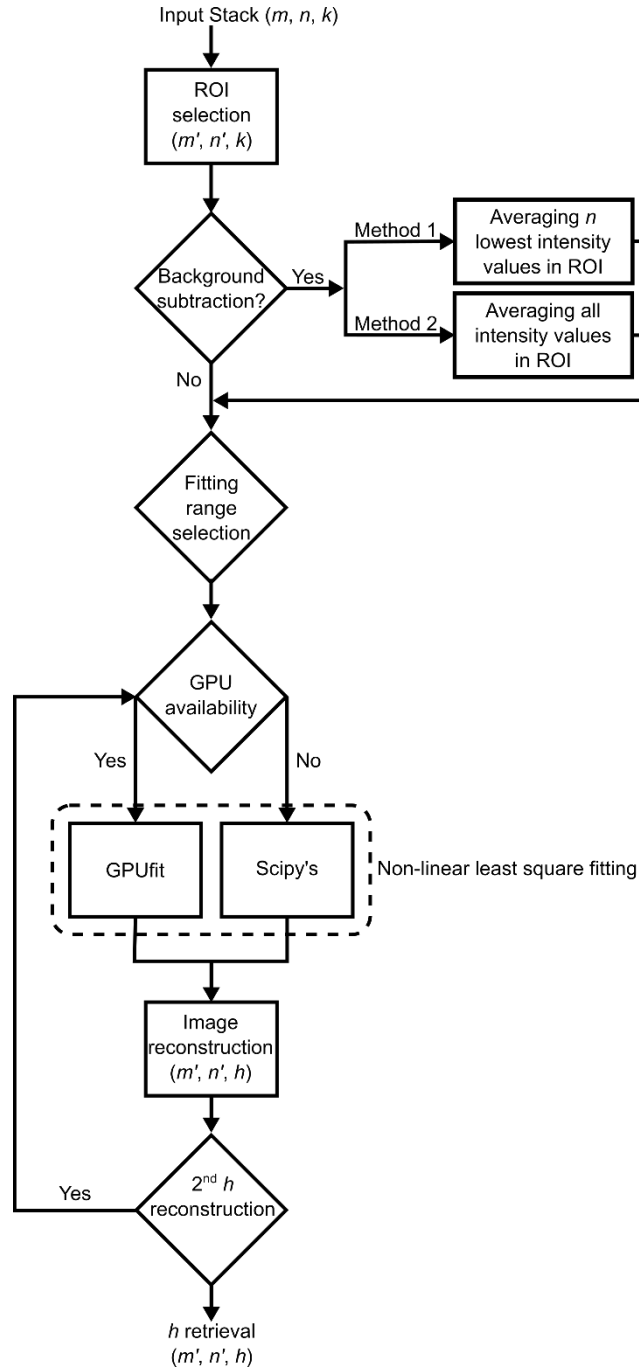 Input Stack (m, n, k)
ROI
selection
(m', n', k)
Background
subtraction?
Yes
Method 1
Averaging n
lowest intensity
values in ROI
Method 2
Averaging all
intensity values
in ROI
No
Fitting
range
selection
GPU
availability
Yes
No
GPUfit
Scipy's
Non-linear least square fitting
Image
reconstruction
(m', n', h)
Yes
2nd h
reconstruction
h retrieval
(m', n', h)